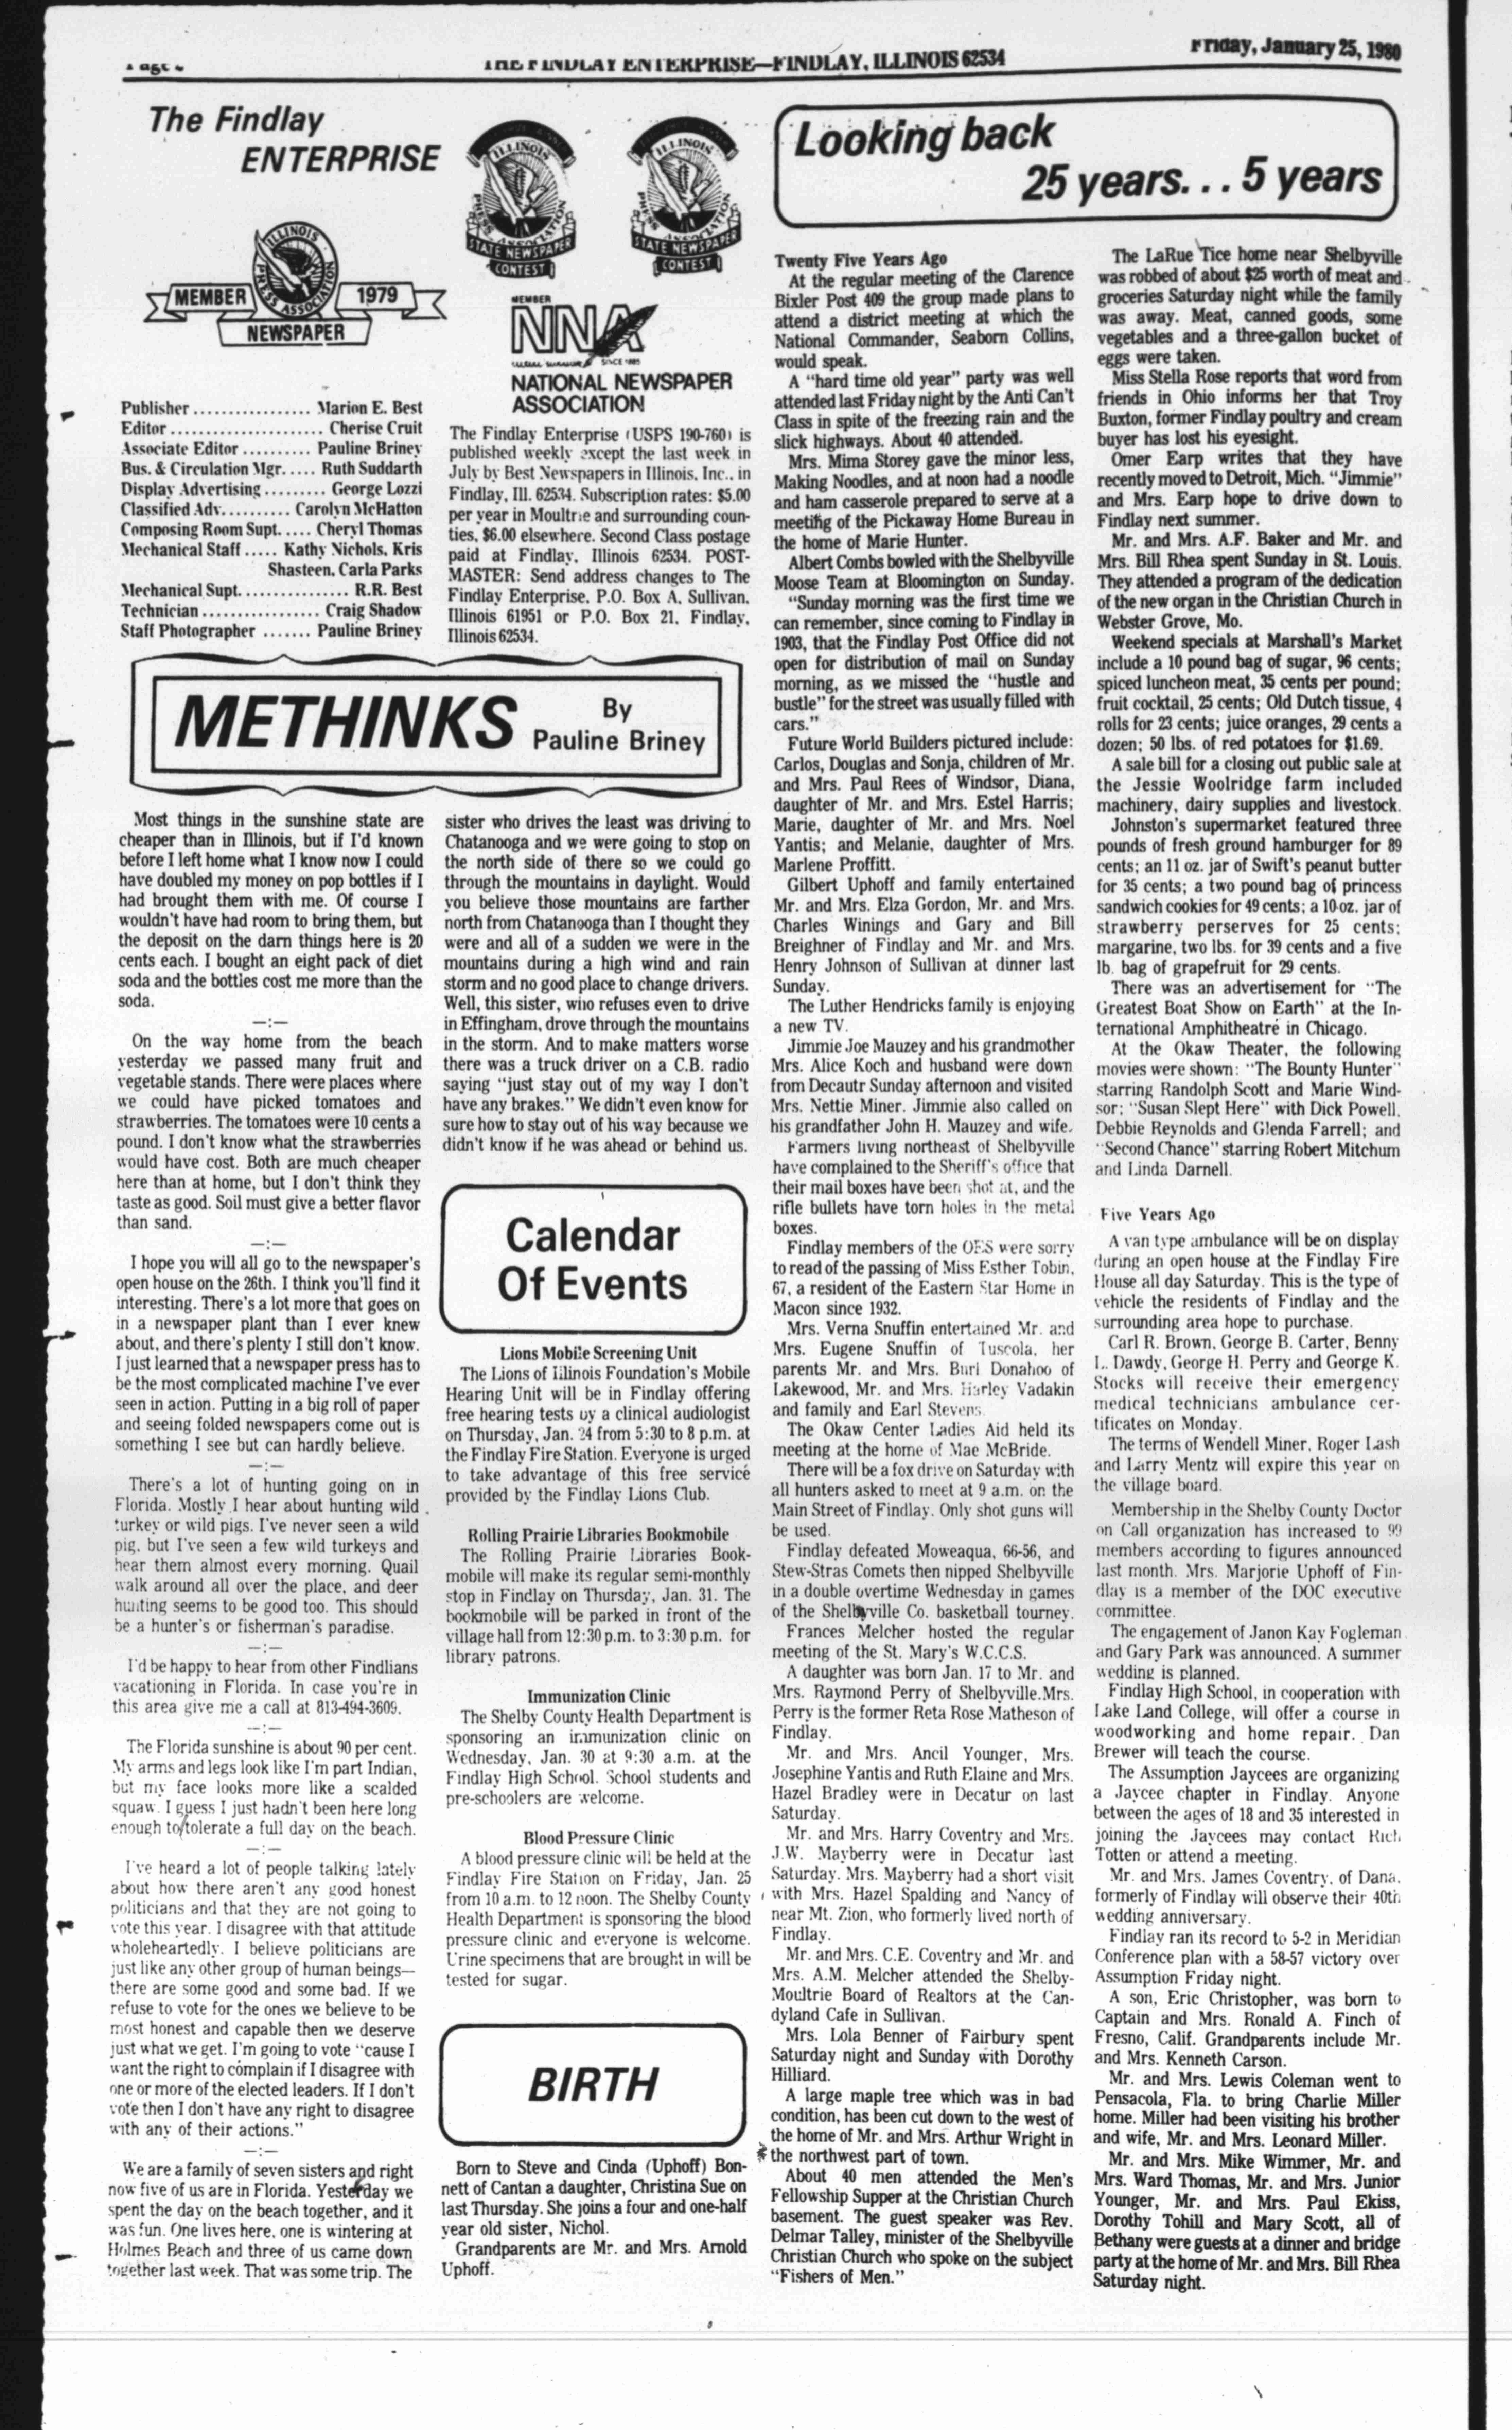 Page
THE FINDLAY ENTERPRISE—FINDLAY, ILLINOIS 62534
Friday, January 25, 1980
The Findlay
ENTERPRISE
ILLINOIS
PRESS ASSOCIATION
STATE NEWSPAPER
CONTEST
ILLINOIS
PRESS ASSOCIATION
STATE NEWSPAPER
CONTEST
ILLINOIS
PRESS ASSOCIATION
MEMBER
1979
NEWSPAPER
MEMBER
NNA
SINCE 1885
NATIONAL NEWSPAPER
ASSOCIATION
Publisher ................ Marion E. Best
Editor .................... Cherise Cruit
Associate Editor .......... Pauline Briney
Bus. & Circulation Mgr. .... Ruth Suddarth
Display Advertising ......... George Lozzi
Classified Adv. ......... Carolyn McHatton
Composing Room Supt. .... Cheryl Thomas
Mechanical Staff ..... Kathy Nichols, Kris
Shasteen, Carla Parks
Mechanical Supt. .............. R.R. Best
Technician ................. Craig Shadow
Staff Photographer ....... Pauline Briney
The Findlay Enterprise (USPS 190-760) is
published weekly except the last week in
July by Best Newspapers in Illinois, Inc., in
Findlay, Ill. 62534. Subscription rates: $5.00
per year in Moultrie and surrounding coun-
ties, $6.00 elsewhere. Second Class postage
paid at Findlay, Illinois 62534. POST-
MASTER: Send address changes to The
Findlay Enterprise, P.O. Box A, Sullivan,
Illinois 61951 or P.O. Box 21, Findlay,
Illinois 62534.
METHINKS
By
Pauline Briney
Most things in the sunshine state are
cheaper than in Illinois, but if I'd known
before I left home what I know now I could
have doubled my money on pop bottles if I
had brought them with me. Of course I
wouldn't have had room to bring them, but
the deposit on the darn things here is 20
cents each. I bought an eight pack of diet
soda and the bottles cost me more than the
soda.
—:—
On the way home from the beach
yesterday we passed many fruit and
vegetable stands. There were places where
we could have picked tomatoes and
strawberries. The tomatoes were 10 cents a
pound. I don't know what the strawberries
would have cost. Both are much cheaper
here than at home, but I don't think they
taste as good. Soil must give a better flavor
than sand.
—:—
I hope you will all go to the newspaper's
open house on the 26th. I think you'll find it
interesting. There's a lot more that goes on
in a newspaper plant than I ever knew
about, and there's plenty I still don't know.
I just learned that a newspaper press has to
be the most complicated machine I've ever
seen in action. Putting in a big roll of paper
and seeing folded newspapers come out is
something I see but can hardly believe.
—:—
There's a lot of hunting going on in
Florida. Mostly I hear about hunting wild
turkey or wild pigs. I've never seen a wild
pig, but I've seen a few wild turkeys and
hear them almost every morning. Quail
walk around all over the place, and deer
hunting seems to be good too. This should
be a hunter's or fisherman's paradise.
—:—
I'd be happy to hear from other Findlians
vacationing in Florida. In case you're in
this area give me a call at 813-494-3609.
—:—
The Florida sunshine is about 90 per cent.
My arms and legs look like I'm part Indian,
but my face looks more like a scalded
squaw. I guess I just hadn't been here long
enough to tolerate a full day on the beach.
—:—
I've heard a lot of people talking lately
about how there aren't any good honest
politicians and that they are not going to
vote this year. I disagree with that attitude
wholeheartedly. I believe politicians are
just like any other group of human beings—
there are some good and some bad. If we
refuse to vote for the ones we believe to be
most honest and capable then we deserve
just what we get. I'm going to vote "cause I
want the right to complain if I disagree with
one or more of the elected leaders. If I don't
vote then I don't have any right to disagree
with any of their actions."
—:—
We are a family of seven sisters and right
now five of us are in Florida. Yesterday we
spent the day on the beach together, and it
was fun. One lives here, one is wintering at
Holmes Beach and three of us came down
together last week. That was some trip. The
sister who drives the least was driving to
Chatanooga and we were going to stop on
the north side of there so we could go
through the mountains in daylight. Would
you believe those mountains are farther
north from Chatanooga than I thought they
were and all of a sudden we were in the
mountains during a high wind and rain
storm and no good place to change drivers.
Well, this sister, who refuses even to drive
in Effingham, drove through the mountains
in the storm. And to make matters worse
there was a truck driver on a C.B. radio
saying "just stay out of my way I don't
have any brakes." We didn't even know for
sure how to stay out of his way because we
didn't know if he was ahead or behind us.
Calendar
Of Events
Lions Mobile Screening Unit
The Lions of Illinois Foundation's Mobile
Hearing Unit will be in Findlay offering
free hearing tests by a clinical audiologist
on Thursday, Jan. 24 from 5:30 to 8 p.m. at
the Findlay Fire Station. Everyone is urged
to take advantage of this free service
provided by the Findlay Lions Club.
Rolling Prairie Libraries Bookmobile
The Rolling Prairie Libraries Book-
mobile will make its regular semi-monthly
stop in Findlay on Thursday, Jan. 31. The
bookmobile will be parked in front of the
village hall from 12:30 p.m. to 3:30 p.m. for
library patrons.
Immunization Clinic
The Shelby County Health Department is
sponsoring an immunization clinic on
Wednesday, Jan. 30 at 9:30 a.m. at the
Findlay High School. School students and
pre-schoolers are welcome.
Blood Pressure Clinic
A blood pressure clinic will be held at the
Findlay Fire Station on Friday, Jan. 25
from 10 a.m. to 12 noon. The Shelby County
Health Department is sponsoring the blood
pressure clinic and everyone is welcome.
Urine specimens that are brought in will be
tested for sugar.
BIRTH
Born to Steve and Cinda (Uphoff) Bon-
nett of Cantan a daughter, Christina Sue on
last Thursday. She joins a four and one-half
year old sister, Nichol.
Grandparents are Mr. and Mrs. Arnold
Uphoff.
Looking back
25 years... 5 years
Twenty Five Years Ago
At the regular meeting of the Clarence
Bixler Post 409 the group made plans to
attend a district meeting at which the
National Commander, Seaborn Collins,
would speak.
A "hard time old year" party was well
attended last Friday night by the Anti Can't
Class in spite of the freezing rain and the
slick highways. About 40 attended.
Mrs. Mima Storey gave the minor less,
Making Noodles, and at noon had a noodle
and ham casserole prepared to serve at a
meeting of the Pickaway Home Bureau in
the home of Marie Hunter.
Albert Combs bowled with the Shelbyville
Moose Team at Bloomington on Sunday.
"Sunday morning was the first time we
can remember, since coming to Findlay in
1903, that the Findlay Post Office did not
open for distribution of mail on Sunday
morning, as we missed the "hustle and
bustle" for the street was usually filled with
cars."
Future World Builders pictured include:
Carlos, Douglas and Sonja, children of Mr.
and Mrs. Paul Rees of Windsor, Diana,
daughter of Mr. and Mrs. Estel Harris;
Marie, daughter of Mr. and Mrs. Noel
Yantis; and Melanie, daughter of Mrs.
Marlene Proffitt.
Gilbert Uphoff and family entertained
Mr. and Mrs. Elza Gordon, Mr. and Mrs.
Charles Winings and Gary and Bill
Breighner of Findlay and Mr. and Mrs.
Henry Johnson of Sullivan at dinner last
Sunday.
The Luther Hendricks family is enjoying
a new TV.
Jimmie Joe Mauzey and his grandmother
Mrs. Alice Koch and husband were down
from Decautr Sunday afternoon and visited
Mrs. Nettie Miner. Jimmie also called on
his grandfather John H. Mauzey and wife.
Farmers living northeast of Shelbyville
have complained to the Sheriff's office that
their mail boxes have been shot at, and the
rifle bullets have torn holes in the metal
boxes.
Findlay members of the OES were sorry
to read of the passing of Miss Esther Tobin,
67, a resident of the Eastern Star Home in
Macon since 1932.
Mrs. Verna Snuffin entertained Mr. and
Mrs. Eugene Snuffin of Tuscola, her
parents Mr. and Mrs. Burl Donahoo of
Lakewood, Mr. and Mrs. Harley Vadakin
and family and Earl Stevens.
The Okaw Center Ladies Aid held its
meeting at the home of Mae McBride.
There will be a fox drive on Saturday with
all hunters asked to meet at 9 a.m. on the
Main Street of Findlay. Only shot guns will
be used.
Findlay defeated Moweaqua, 66-56, and
Stew-Stras Comets then nipped Shelbyville
in a double overtime Wednesday in games
of the Shelbyville Co. basketball tourney.
Frances Melcher hosted the regular
meeting of the St. Mary's W.C.C.S.
A daughter was born Jan. 17 to Mr. and
Mrs. Raymond Perry of Shelbyville.Mrs.
Perry is the former Reta Rose Matheson of
Findlay.
Mr. and Mrs. Ancil Younger, Mrs.
Josephine Yantis and Ruth Elaine and Mrs.
Hazel Bradley were in Decatur on last
Saturday.
Mr. and Mrs. Harry Coventry and Mrs.
J.W. Mayberry were in Decatur last
Saturday. Mrs. Mayberry had a short visit
with Mrs. Hazel Spalding and Nancy of
near Mt. Zion, who formerly lived north of
Findlay.
Mr. and Mrs. C.E. Coventry and Mr. and
Mrs. A.M. Melcher attended the Shelby-
Moultrie Board of Realtors at the Can-
dyland Cafe in Sullivan.
Mrs. Lola Benner of Fairbury spent
Saturday night and Sunday with Dorothy
Hilliard.
A large maple tree which was in bad
condition, has been cut down to the west of
the home of Mr. and Mrs. Arthur Wright in
the northwest part of town.
About 40 men attended the Men's
Fellowship Supper at the Christian Church
basement. The guest speaker was Rev.
Delmar Talley, minister of the Shelbyville
Christian Church who spoke on the subject
"Fishers of Men."
The LaRue Tice home near Shelbyville
was robbed of about $25 worth of meat and
groceries Saturday night while the family
was away. Meat, canned goods, some
vegetables and a three-gallon bucket of
eggs were taken.
Miss Stella Rose reports that word from
friends in Ohio informs her that Troy
Buxton, former Findlay poultry and cream
buyer has lost his eyesight.
Omer Earp writes that they have
recently moved to Detroit, Mich. "Jimmie"
and Mrs. Earp hope to drive down to
Findlay next summer.
Mr. and Mrs. A.F. Baker and Mr. and
Mrs. Bill Rhea spent Sunday in St. Louis.
They attended a program of the dedication
of the new organ in the Christian Church in
Webster Grove, Mo.
Weekend specials at Marshall's Market
include a 10 pound bag of sugar, 96 cents;
spiced luncheon meat, 35 cents per pound;
fruit cocktail, 25 cents; Old Dutch tissue, 4
rolls for 23 cents; juice oranges, 29 cents a
dozen; 50 lbs. of red potatoes for $1.69.
A sale bill for a closing out public sale at
the Jessie Woolridge farm included
machinery, dairy supplies and livestock.
Johnston's supermarket featured three
pounds of fresh ground hamburger for 89
cents; an 11 oz. jar of Swift's peanut butter
for 35 cents; a two pound bag of princess
sandwich cookies for 49 cents; a 10 oz. jar of
strawberry perserves for 25 cents;
margarine, two lbs. for 39 cents and a five
lb. bag of grapefruit for 29 cents.
There was an advertisement for "The
Greatest Boat Show on Earth" at the In-
ternational Amphitheatre in Chicago.
At the Okaw Theater, the following
movies were shown: "The Bounty Hunter"
starring Randolph Scott and Marie Wind-
sor; "Susan Slept Here" with Dick Powell,
Debbie Reynolds and Glenda Farrell; and
"Second Chance" starring Robert Mitchum
and Linda Darnell.
Five Years Ago
A van type ambulance will be on display
during an open house at the Findlay Fire
House all day Saturday. This is the type of
vehicle the residents of Findlay and the
surrounding area hope to purchase.
Carl R. Brown, George B. Carter, Benny
L. Dawdy, George H. Perry and George K.
Stocks will receive their emergency
medical technicians ambulance cer-
tificates on Monday.
The terms of Wendell Miner, Roger Lash
and Larry Mentz will expire this year on
the village board.
Membership in the Shelby County Doctor
on Call organization has increased to 99
members according to figures announced
last month. Mrs. Marjorie Uphoff of Fin-
dlay is a member of the DOC executive
committee.
The engagement of Janon Kay Fogleman
and Gary Park was announced. A summer
wedding is planned.
Findlay High School, in cooperation with
Lake Land College, will offer a course in
woodworking and home repair. Dan
Brewer will teach the course.
The Assumption Jaycees are organizing
a Jaycee chapter in Findlay. Anyone
between the ages of 18 and 35 interested in
joining the Jaycees may contact Rich
Totten or attend a meeting.
Mr. and Mrs. James Coventry, of Dana,
formerly of Findlay will observe their 40th
wedding anniversary.
Findlay ran its record to 5-2 in Meridian
Conference plan with a 58-57 victory over
Assumption Friday night.
A son, Eric Christopher, was born to
Captain and Mrs. Ronald A. Finch of
Fresno, Calif. Grandparents include Mr.
and Mrs. Kenneth Carson.
Mr. and Mrs. Lewis Coleman went to
Pensacola, Fla. to bring Charlie Miller
home. Miller had been visiting his brother
and wife, Mr. and Mrs. Leonard Miller.
Mr. and Mrs. Mike Wimmer, Mr. and
Mrs. Ward Thomas, Mr. and Mrs. Junior
Younger, Mr. and Mrs. Paul Ekiss,
Dorothy Tohill and Mary Scott, all of
Bethany were guests at a dinner and bridge
party at the home of Mr. and Mrs. Bill Rhea
Saturday night.